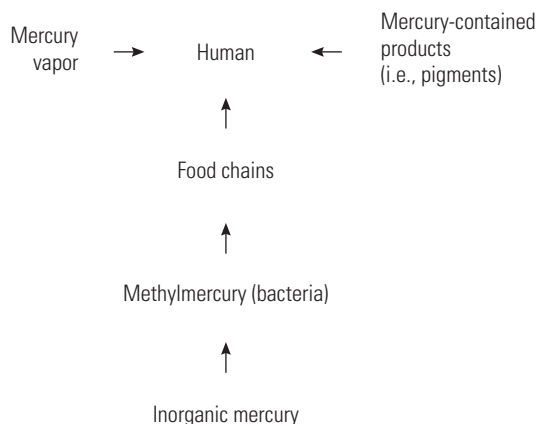 Mercury
vapor
Human
Mercury-contained
products
(i.e., pigments)
Food chains
Methylmercury (bacteria)
Inorganic mercury